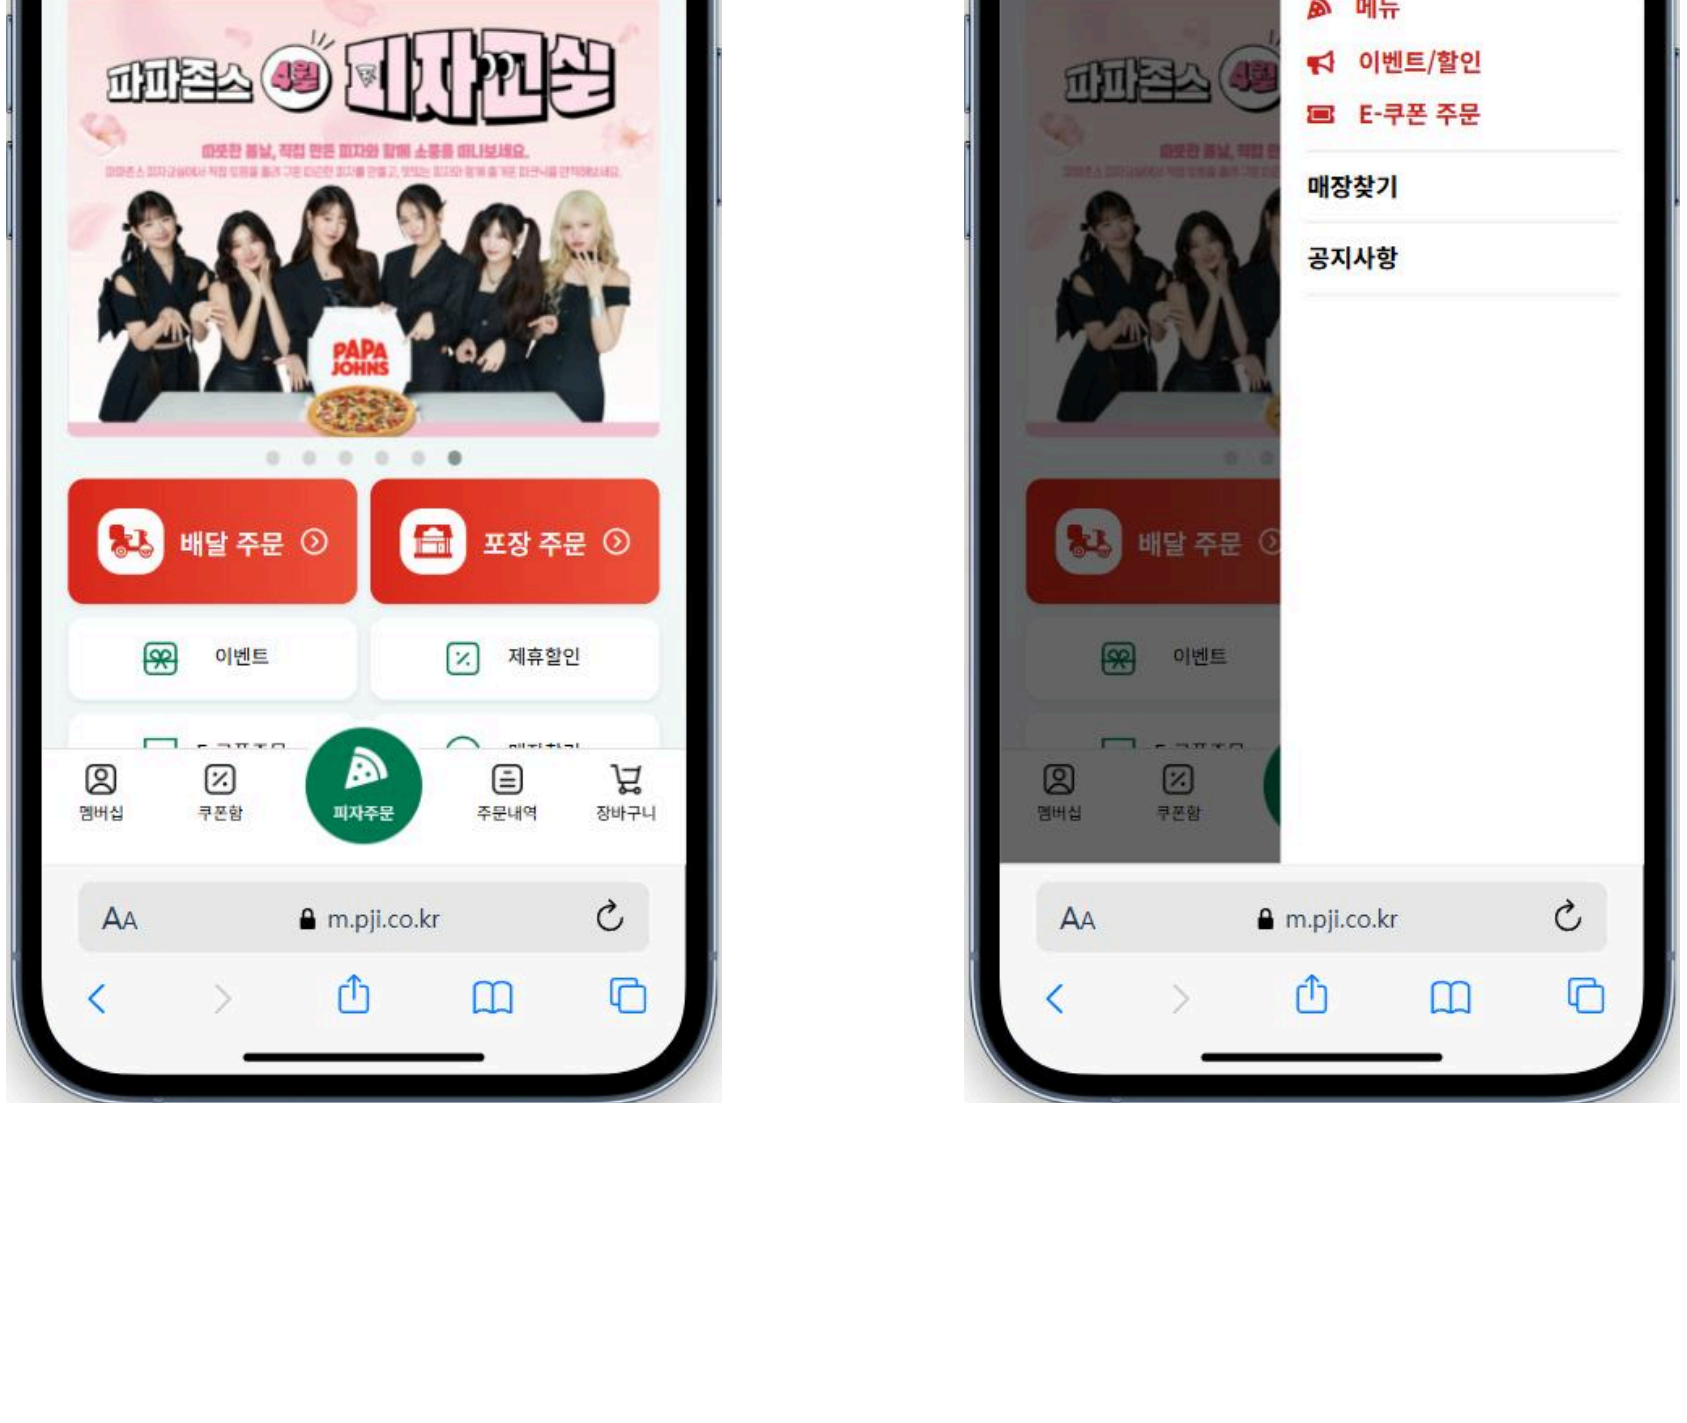 파파존스 4월 피자교실
따뜻한 봄날, 직접 만든 피자와 함께 소풍을 떠나보세요.
PAPA
JOHNS
배달 주문
포장 주문
이벤트
제휴할인
멤버십
쿠폰함
피자주문
주문내역
장바구니
AA
m.pji.co.kr
메뉴
이벤트/할인
E-쿠폰 주문
매장찾기
공지사항
파파존스 4월
배달 주문
이벤트
멤버십
쿠폰함
AA
m.pji.co.kr